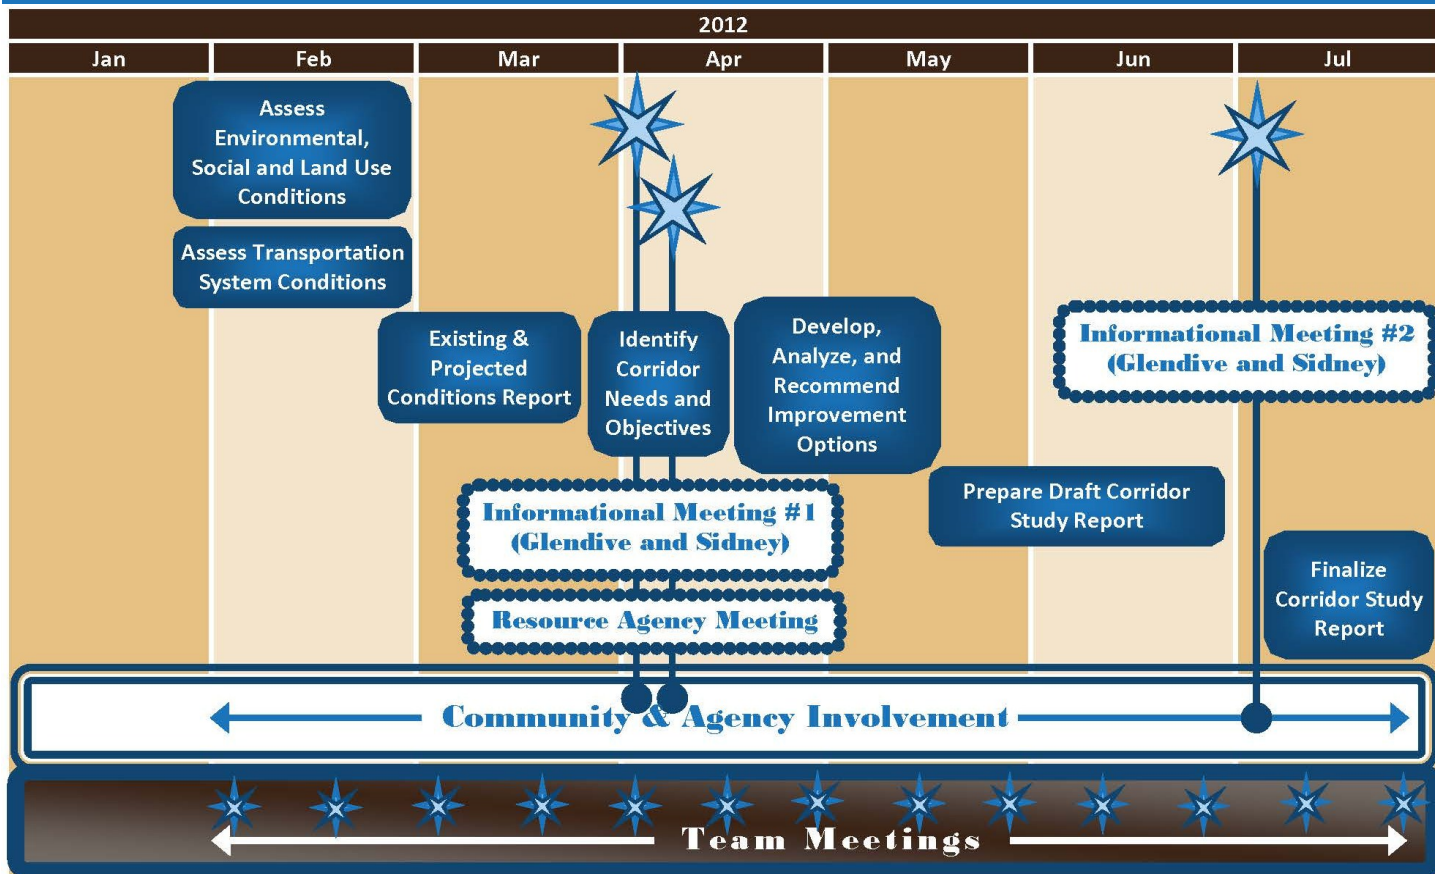 2012
Jan
Feb
Mar
Apr
May
Jun
Jul
Assess
Environmental,
Social and Land Use
Conditions
Assess Transportation
System Conditions
Existing &
Projected
Conditions Report
Identify
Corridor
Needs and
Objectives
Develop,
Analyze, and
Recommend
Improvement
Options
Informational Meeting #2
(Glendive and Sidney)
Prepare Draft Corridor
Study Report
Informational Meeting #1
(Glendive and Sidney)
Resource Agency Meeting
Finalize
Corridor Study
Report
Community & Agency Involvement
Team Meetings